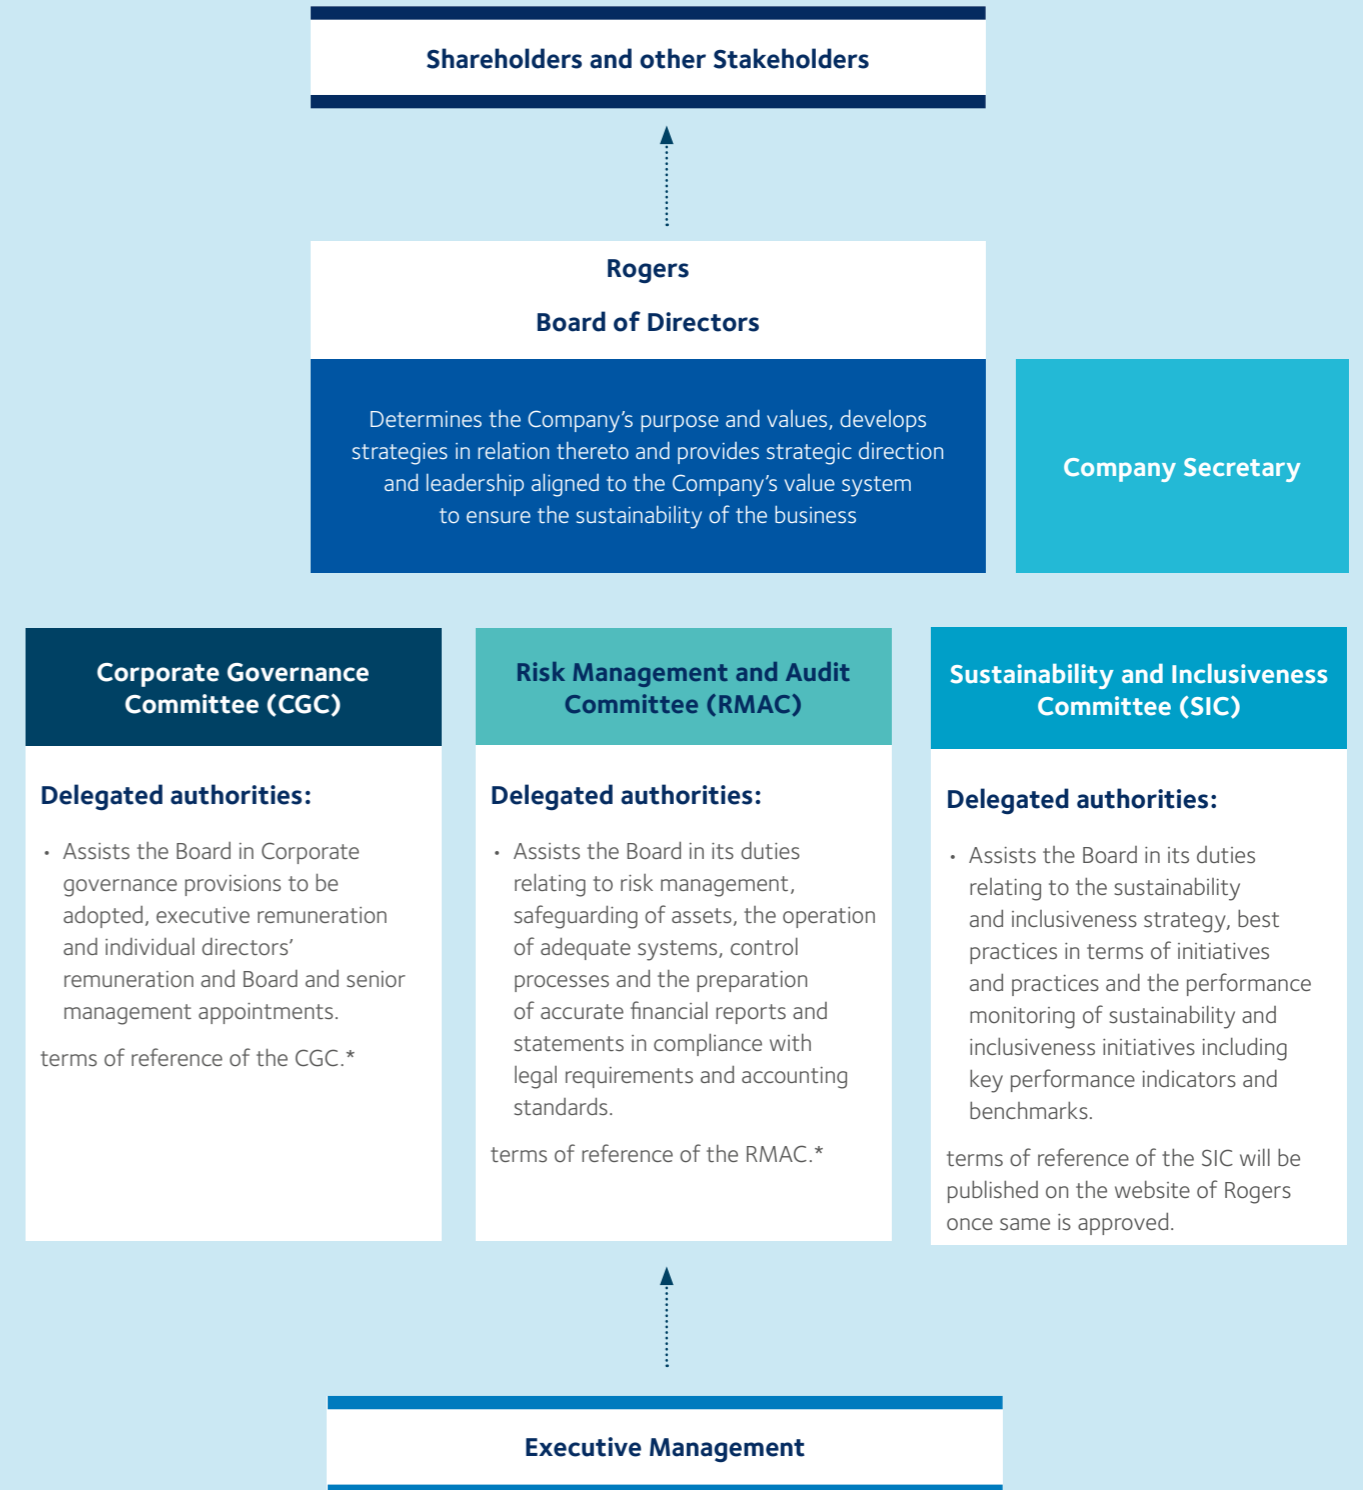 Shareholders and other Stakeholders
Rogers
Board of Directors
Determines the Company’s purpose and values, develops
strategies in relation thereto and provides strategic direction
and leadership aligned to the Company’s value system
to ensure the sustainability of the business
Company Secretary
Corporate Governance
Committee (CGC)
Delegated authorities:
• Assists the Board in Corporate
governance provisions to be
adopted, executive remuneration
and individual directors’
remuneration and Board and senior
management appointments.
terms of reference of the CGC.*
Risk Management and Audit
Committee (RMAC)
Delegated authorities:
• Assists the Board in its duties
relating to risk management,
safeguarding of assets, the operation
of adequate systems, control
processes and the preparation
of accurate financial reports and
statements in compliance with
legal requirements and accounting
standards.
terms of reference of the RMAC.*
Sustainability and Inclusiveness
Committee (SIC)
Delegated authorities:
• Assists the Board in its duties
relating to the sustainability
and inclusiveness strategy, best
practices in terms of initiatives
and practices and the performance
monitoring of sustainability and
inclusiveness initiatives including
key performance indicators and
benchmarks.
terms of reference of the SIC will be
published on the website of Rogers
once same is approved.
Executive Management